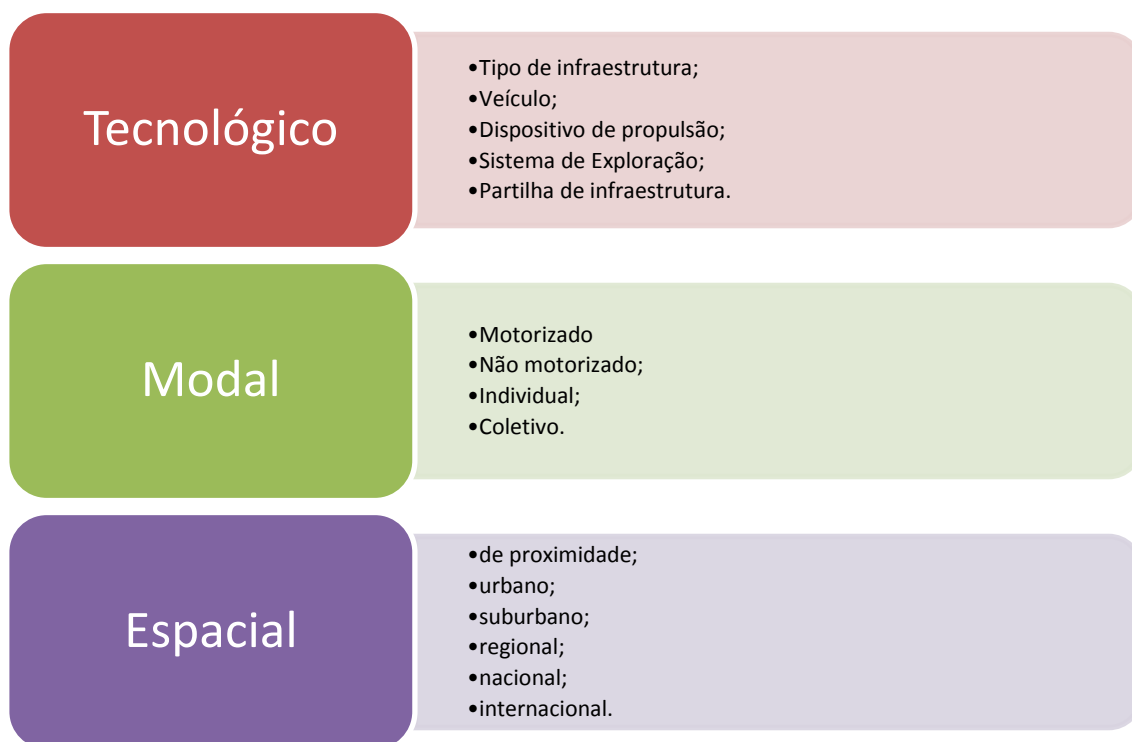 Tecnológico
•Tipo de infraestrutura;
•Veículo;
•Dispositivo de propulsão;
•Sistema de Exploração;
•Partilha de infraestrutura.
Modal
•Motorizado
•Não motorizado;
•Individual;
•Coletivo.
Espacial
•de proximidade;
•urbano;
•suburbano;
•regional;
•nacional;
•internacional.